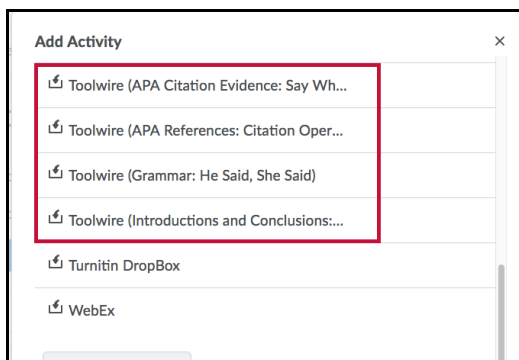 Add Activity
Toolwire (APA Citation Evidence: Say Wh...
Toolwire (APA References: Citation Oper...
Toolwire (Grammar: He Said, She Said)
Toolwire (Introductions and Conclusions:...
Turnitin DropBox
WebEx